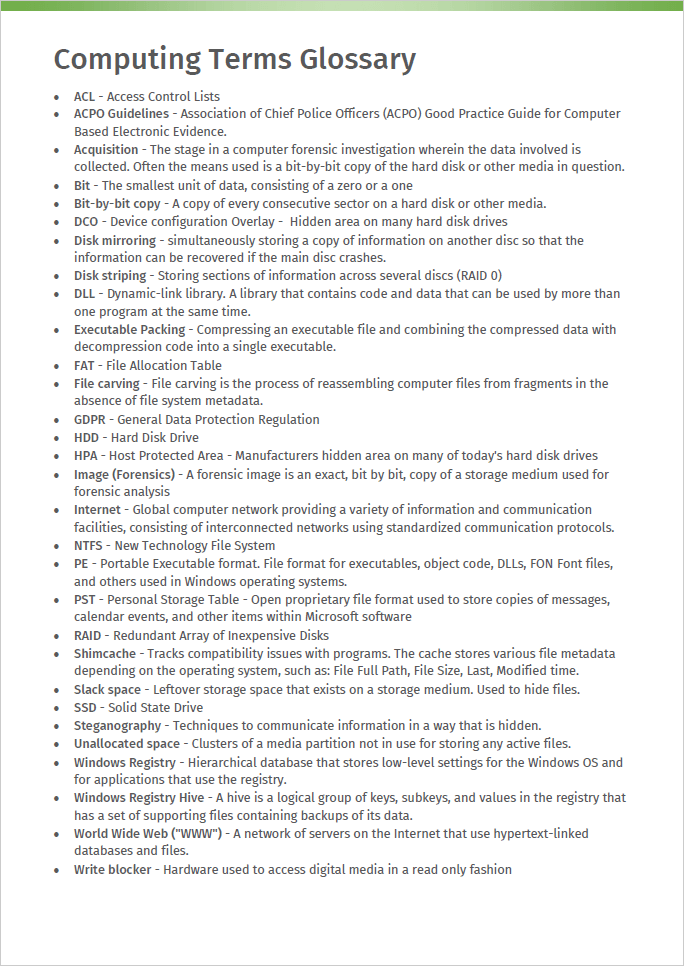 Computing Terms Glossary
• ACL - Access Control Lists
• ACPO Guidelines - Association of Chief Police Officers (ACPO) Good Practice Guide for Computer
Based Electronic Evidence.
• Acquisition - The stage in a computer forensic investigation wherein the data involved is
collected. Often the means used is a bit-by-bit copy of the hard disk or other media in question.
• Bit - The smallest unit of data, consisting of a zero or a one
• Bit-by-bit copy - A copy of every consecutive sector on a hard disk or other media.
• DCO - Device configuration Overlay -  Hidden area on many hard disk drives
• Disk mirroring - simultaneously storing a copy of information on another disc so that the
information can be recovered if the main disc crashes.
• Disk striping - Storing sections of information across several discs (RAID 0)
• DLL - Dynamic-link library. A library that contains code and data that can be used by more than
one program at the same time.
• Executable Packing - Compressing an executable file and combining the compressed data with
decompression code into a single executable.
• FAT - File Allocation Table
• File carving - File carving is the process of reassembling computer files from fragments in the
absence of file system metadata.
• GDPR - General Data Protection Regulation
• HDD - Hard Disk Drive
• HPA - Host Protected Area - Manufacturers hidden area on many of today's hard disk drives
• Image (Forensics) - A forensic image is an exact, bit by bit, copy of a storage medium used for
forensic analysis
• Internet - Global computer network providing a variety of information and communication
facilities, consisting of interconnected networks using standardized communication protocols.
• NTFS - New Technology File System
• PE - Portable Executable format. File format for executables, object code, DLLs, FON Font files,
and others used in Windows operating systems.
• PST - Personal Storage Table - Open proprietary file format used to store copies of messages,
calendar events, and other items within Microsoft software
• RAID - Redundant Array of Inexpensive Disks
• Shimcache - Tracks compatibility issues with programs. The cache stores various file metadata
depending on the operating system, such as: File Full Path, File Size, Last, Modified time.
• Slack space - Leftover storage space that exists on a storage medium. Used to hide files.
• SSD - Solid State Drive
• Steganography - Techniques to communicate information in a way that is hidden.
• Unallocated space - Clusters of a media partition not in use for storing any active files.
• Windows Registry - Hierarchical database that stores low-level settings for the Windows OS and
for applications that use the registry.
• Windows Registry Hive - A hive is a logical group of keys, subkeys, and values in the registry that
has a set of supporting files containing backups of its data.
• World Wide Web ("WWW") - A network of servers on the Internet that use hypertext-linked
databases and files.
• Write blocker - Hardware used to access digital media in a read only fashion